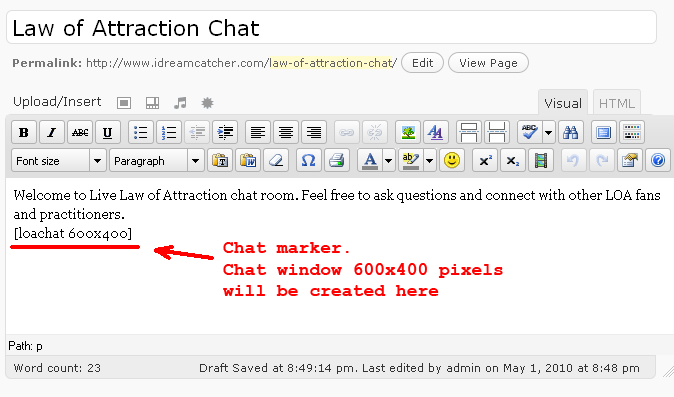 Law of Attraction Chat
Permalink: http://www.idreamcatcher.com/law-of-attraction-chat/ Edit View Page
Upload/Insert Visual HTML
B I ABC U ABC
Font size Paragraph T W A ab x² x₂
Welcome to Live Law of Attraction chat room. Feel free to ask questions and connect with other LOA fans
and practitioners.
[loachat 600x400]
Chat marker.
Chat window 600x400 pixels
will be created here
Path: p
Word count: 23 Draft Saved at 8:49:14 pm. Last edited by admin on May 1, 2010 at 8:48 pm